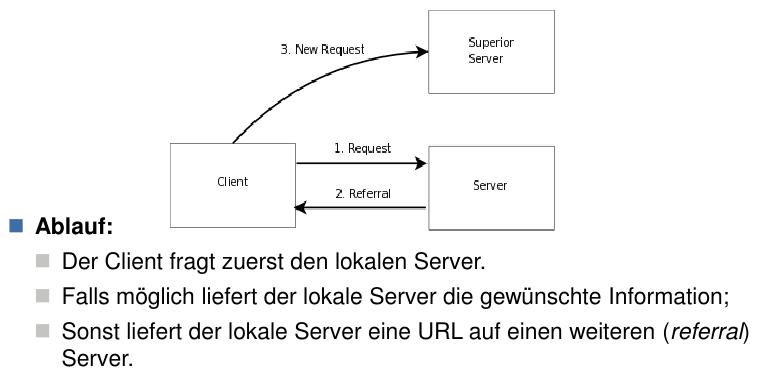 3. New Request
Superior
Server
1. Request
Client
Server
2. Referral
Ablauf:
Der Client fragt zuerst den lokalen Server.
Falls möglich liefert der lokale Server die gewünschte Information;
Sonst liefert der lokale Server eine URL auf einen weiteren (referral)
Server.